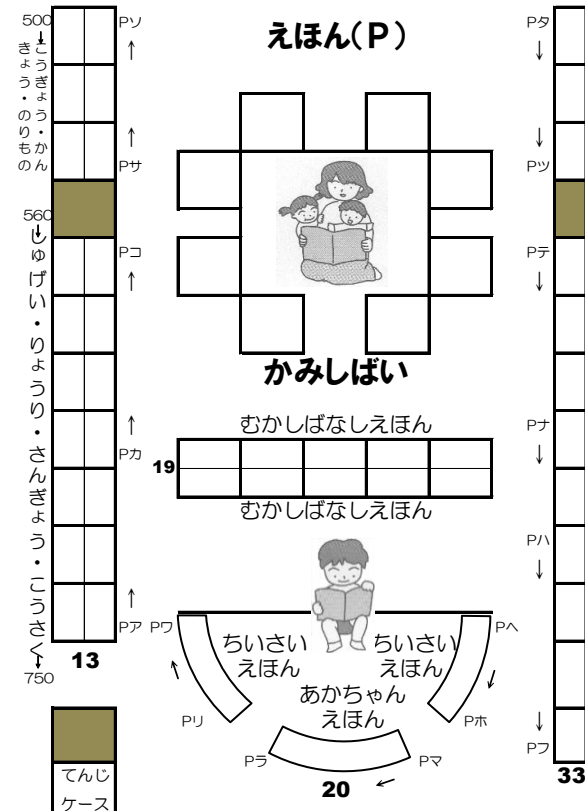 えほん(P)
500
こうぎょう・かん
きょう・のりもの
560
しゅげい・りょうり・さんぎょう・こうさく
750
Pソ
↑
↑
Pサ
Pコ
↑
↑
Pカ
↑
Pア
13
てんじ
ケース
かみしばい
むかしばなしえほん
19
むかしばなしえほん
Pワ
ちいさい
えほん
ちいさい
えほん
Pヘ
あかちゃん
えほん
Pリ
Pホ
Pラ
Pマ
20
Pタ
↓
↓
Pツ
Pテ
↓
Pナ
↓
Pハ
↓
↓
Pフ
33